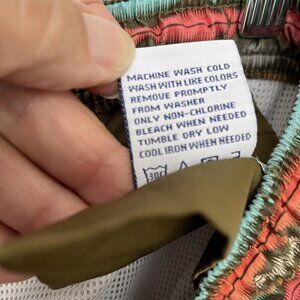 MACHINE WASH COLD
WASH WITH LIKE COLORS
REMOVE PROMPTLY
FROM WASHER
ONLY NON-CHLORINE
BLEACH WHEN NEEDED
TUMBLE DRY LOW
COOL IRON WHEN NEEDED